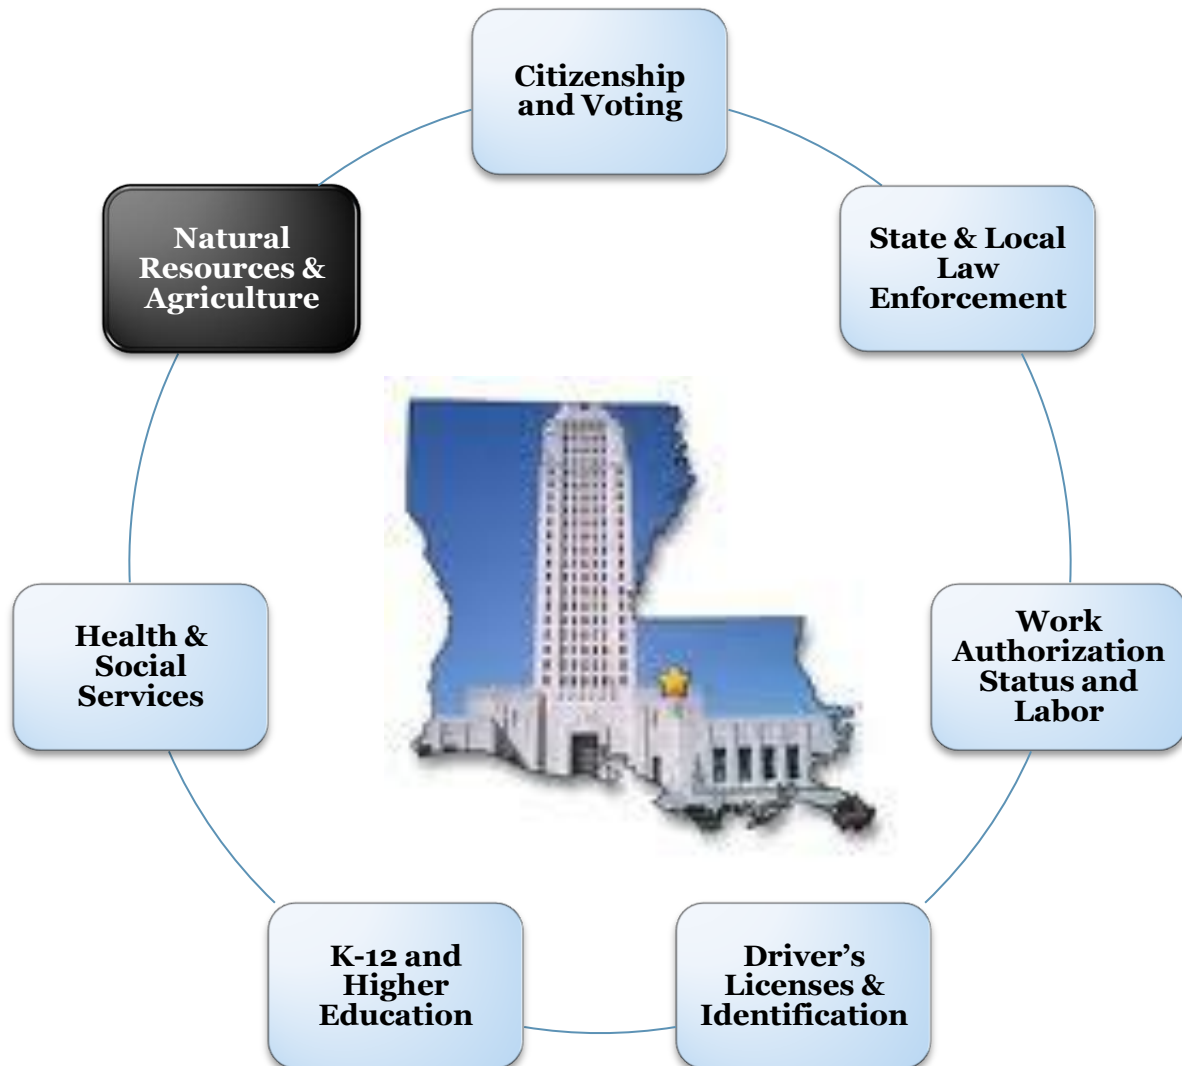 Citizenship
and Voting
State & Local
Law
Enforcement
Work
Authorization
Status and
Labor
Driver’s
Licenses &
Identification
K-12 and
Higher
Education
Health &
Social
Services
Natural
Resources &
Agriculture